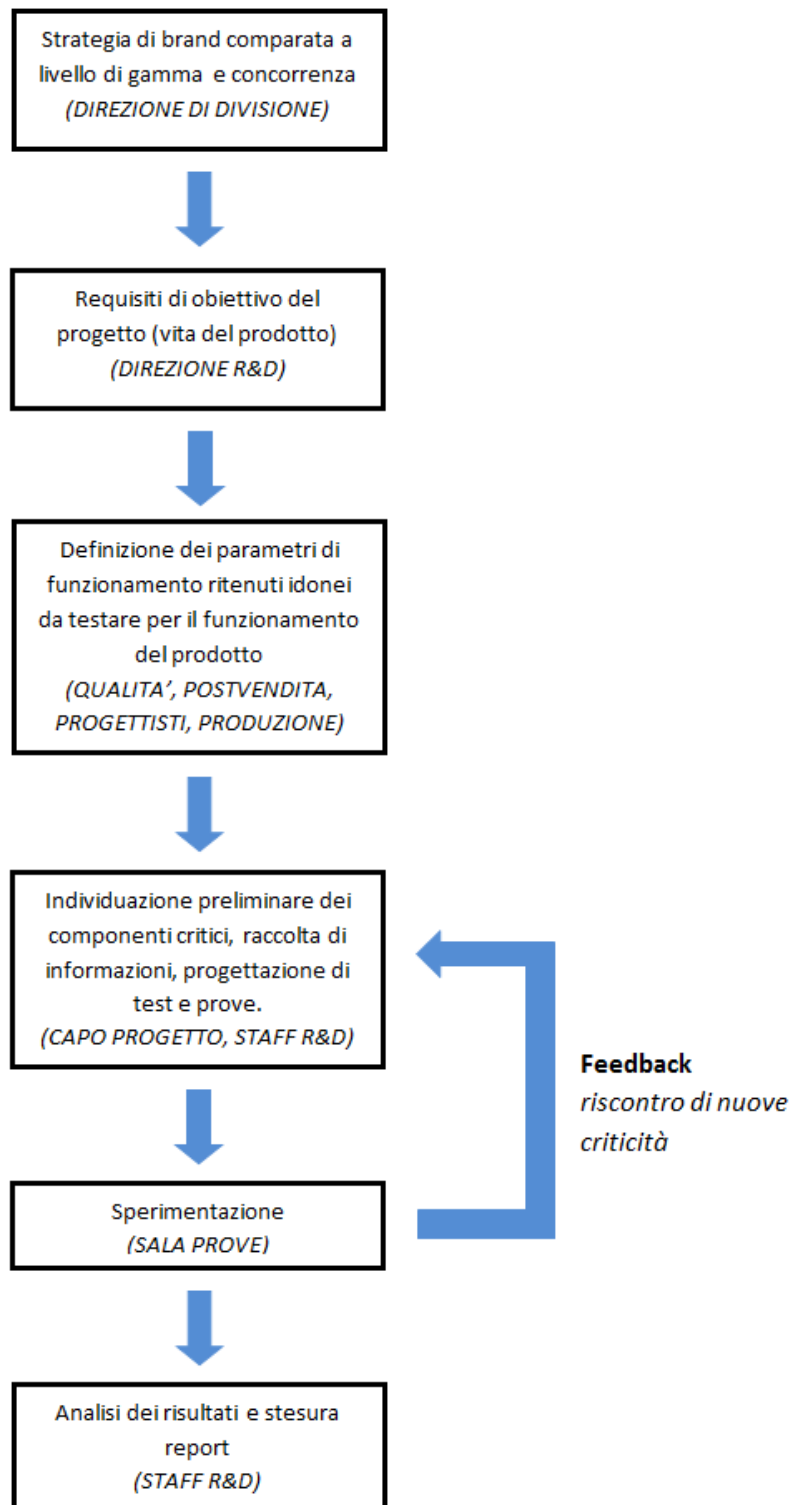 Strategia di brand comparata a
livello di gamma e concorrenza
(DIREZIONE DI DIVISIONE)
Requisiti di obiettivo del
progetto (vita del prodotto)
(DIREZIONE R&D)
Definizione dei parametri di
funzionamento ritenuti idonei
da testare per il funzionamento
del prodotto
(QUALITA’, POSTVENDITA,
PROGETTISTI, PRODUZIONE)
Individuazione preliminare dei
componenti critici, raccolta di
informazioni, progettazione di
test e prove.
(CAPO PROGETTO, STAFF R&D)
Feedback
riscontro di nuove
criticità
Sperimentazione
(SALA PROVE)
Analisi dei risultati e stesura
report
(STAFF R&D)